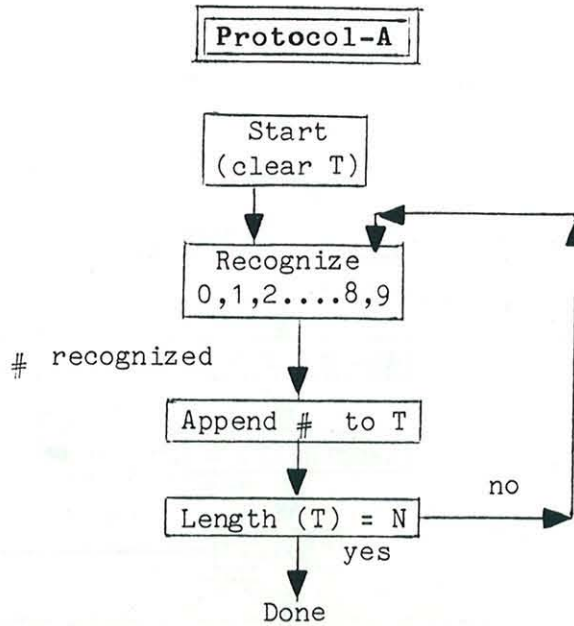 Protocol-A
Start
(clear T)
Recognize
0,1,2....8,9
# recognized
Append # to T
Length (T) = N
no
yes
Done